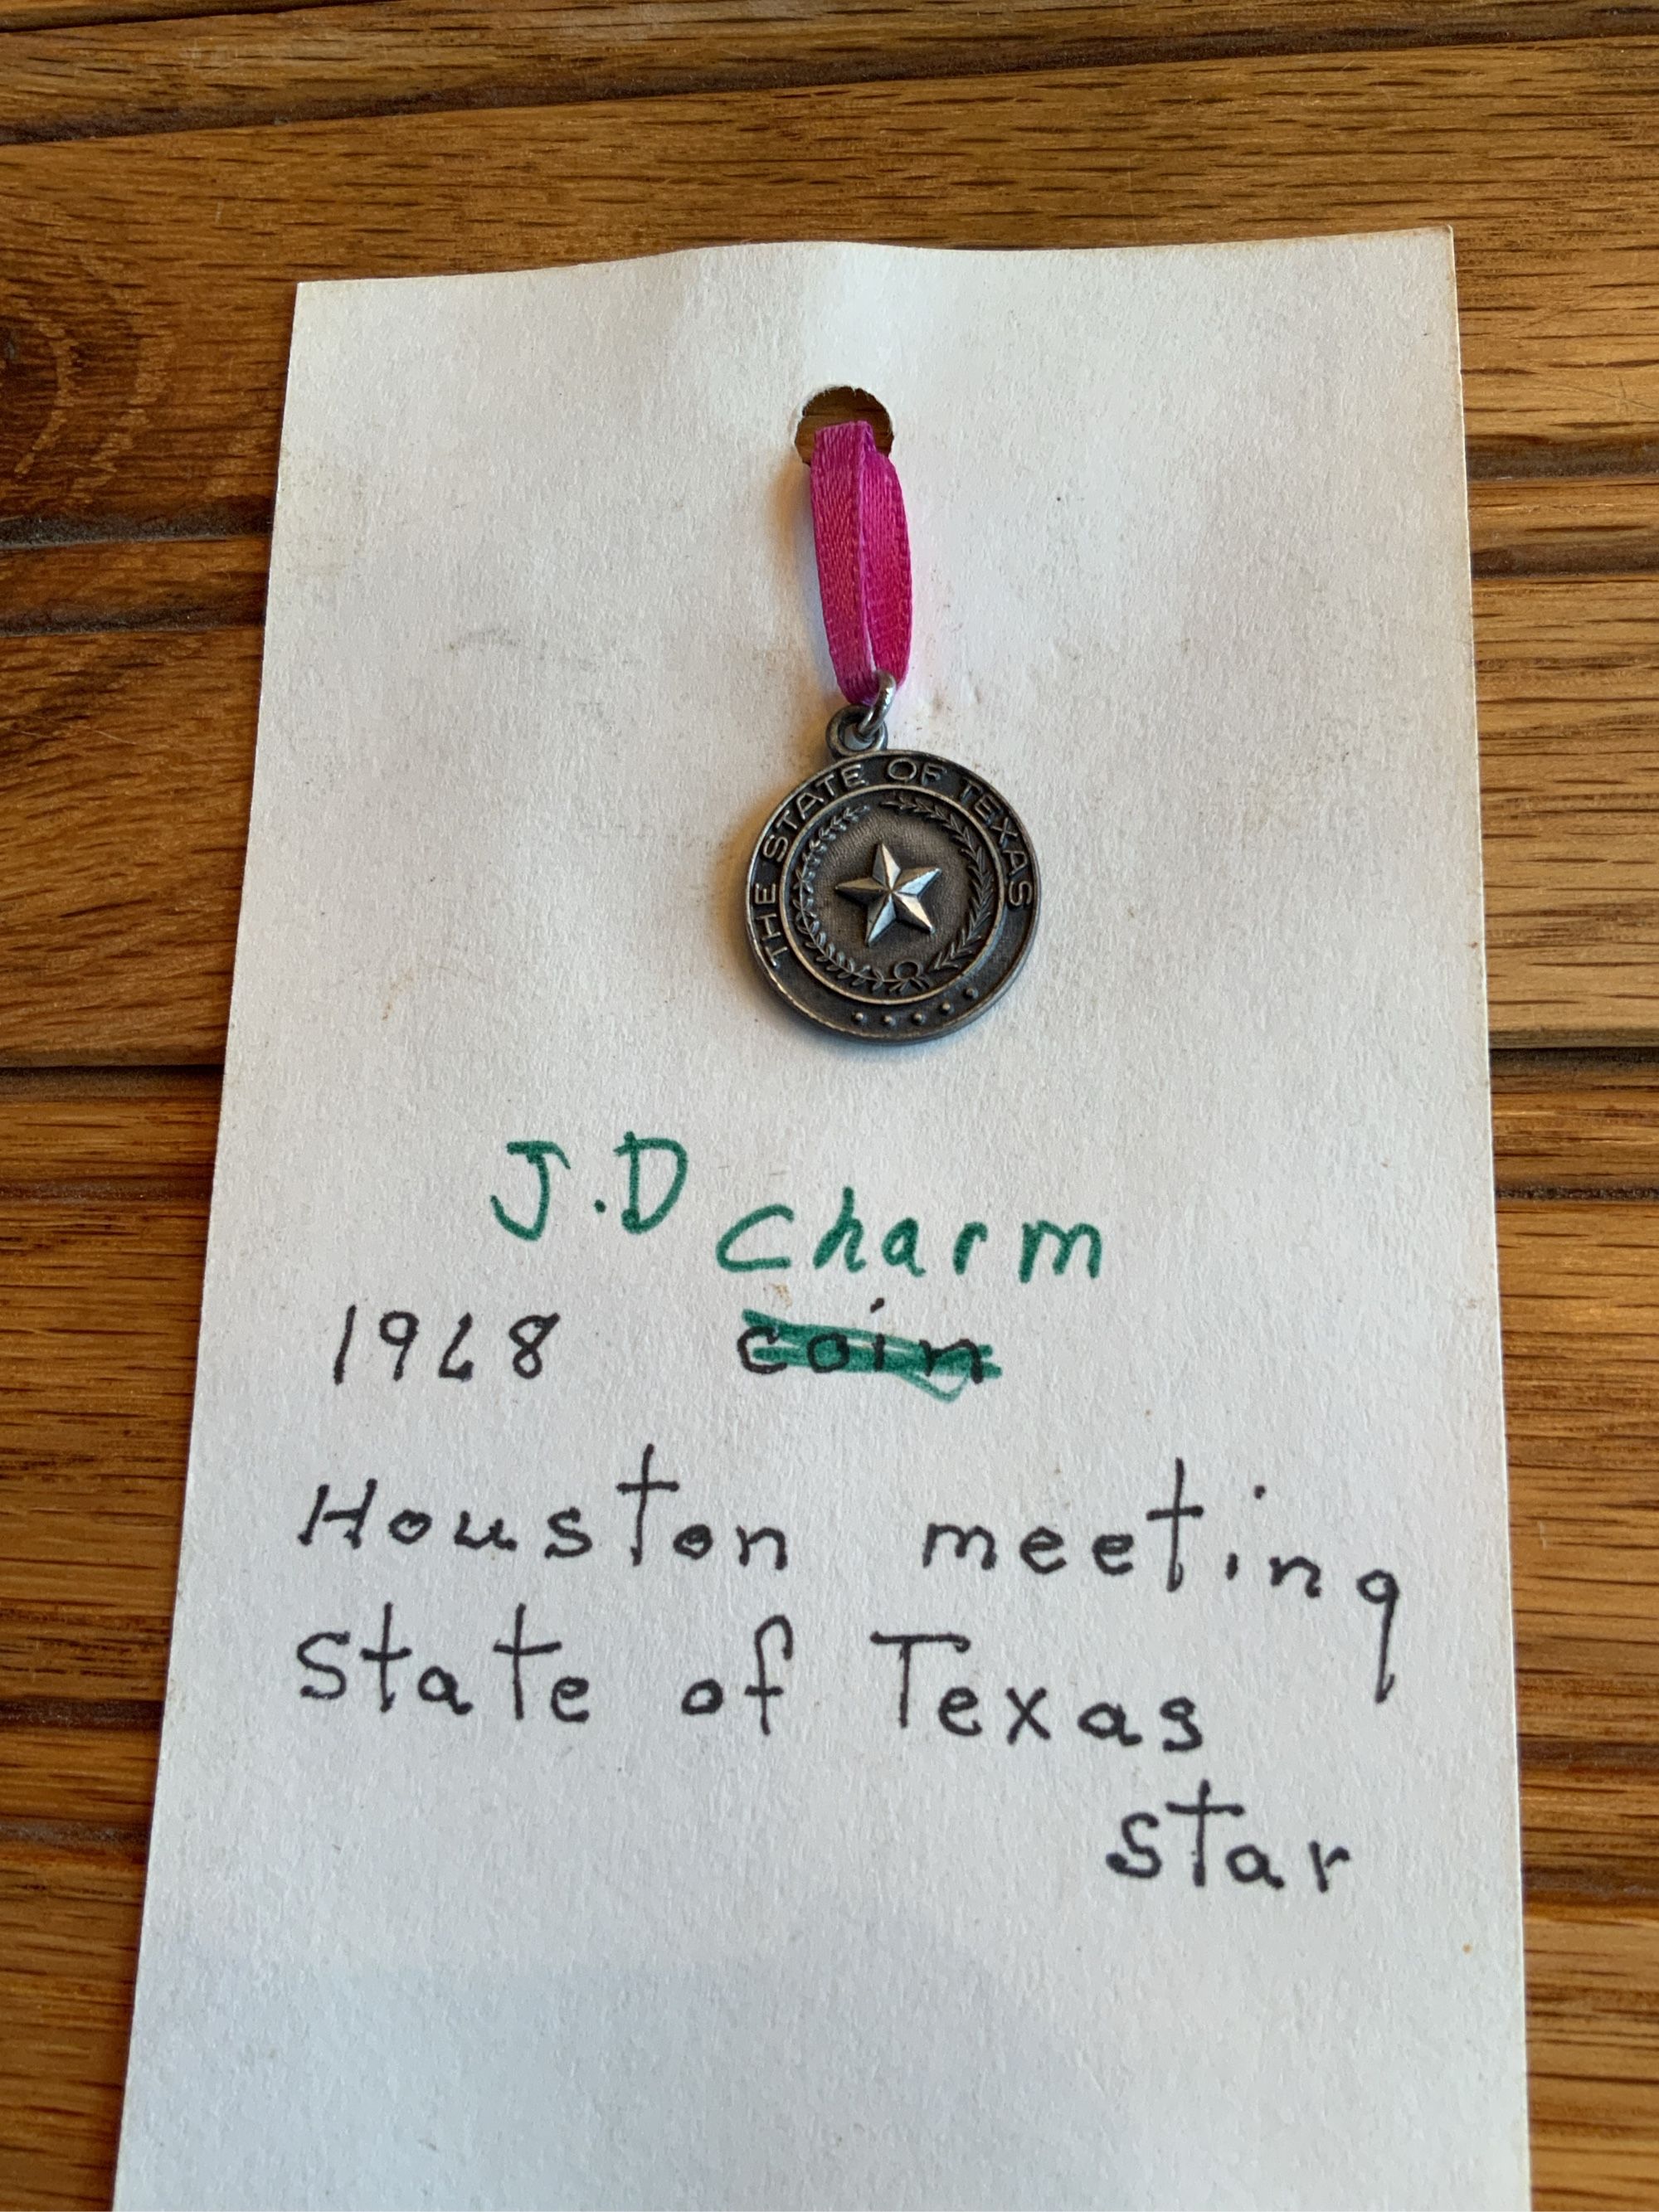 THE STATE OF TEXAS
J.D Charm
1968 coin
Houston meeting
State of Texas
star